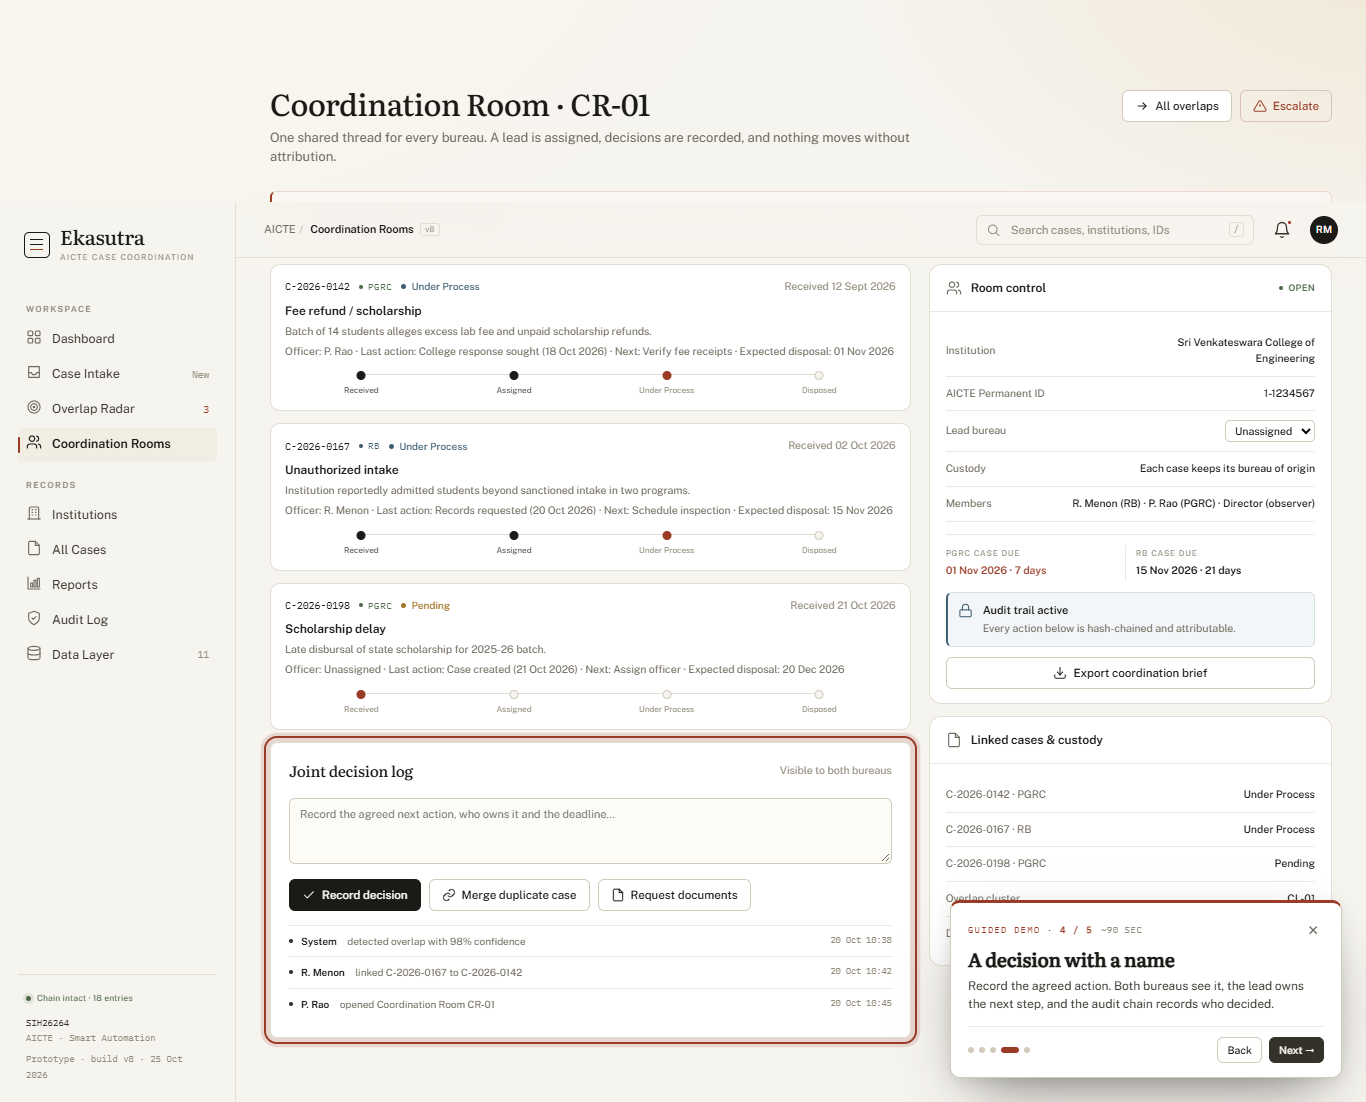 Coordination Room · CR-01
One shared thread for every bureau. A lead is assigned, decisions are recorded, and nothing moves without
attribution.
All overlaps
Escalate
Ekasutra
AICTE CASE COORDINATION
WORKSPACE
Dashboard
Case Intake New
Overlap Radar 3
Coordination Rooms
RECORDS
Institutions
All Cases
Reports
Audit Log
Data Layer 11
Chain intact · 18 entries
SIH26264
AICTE · Smart Automation
Prototype · build v8 · 25 Oct
2026
AICTE / Coordination Rooms v8
Search cases, institutions, IDs /
RM
C-2026-0142 • PGRC • Under Process Received 12 Sept 2026
Fee refund / scholarship
Batch of 14 students alleges excess lab fee and unpaid scholarship refunds.
Officer: P. Rao · Last action: College response sought (18 Oct 2026) · Next: Verify fee receipts · Expected disposal: 01 Nov 2026
Received Assigned Under Process Disposed
C-2026-0167 • RB • Under Process Received 02 Oct 2026
Unauthorized intake
Institution reportedly admitted students beyond sanctioned intake in two programs.
Officer: R. Menon · Last action: Records requested (20 Oct 2026) · Next: Schedule inspection · Expected disposal: 15 Nov 2026
Received Assigned Under Process Disposed
C-2026-0198 • PGRC • Pending Received 21 Oct 2026
Scholarship delay
Late disbursal of state scholarship for 2025-26 batch.
Officer: Unassigned · Last action: Case created (21 Oct 2026) · Next: Assign officer · Expected disposal: 20 Dec 2026
Received Assigned Under Process Disposed
Joint decision log Visible to both bureaus
Record the agreed next action, who owns it and the deadline...
Record decision
Merge duplicate case
Request documents
• System detected overlap with 98% confidence 20 Oct 10:38
• R. Menon linked C-2026-0167 to C-2026-0142 20 Oct 10:42
• P. Rao opened Coordination Room CR-01 20 Oct 10:45
Room control • OPEN
Institution Sri Venkateswara College of
Engineering
AICTE Permanent ID 1-1234567
Lead bureau Unassigned
Custody Each case keeps its bureau of origin
Members R. Menon (RB) · P. Rao (PGRC) · Director (observer)
PGRC CASE DUE
01 Nov 2026 · 7 days
RB CASE DUE
15 Nov 2026 · 21 days
Audit trail active
Every action below is hash-chained and attributable.
Export coordination brief
Linked cases & custody
C-2026-0142 · PGRC Under Process
C-2026-0167 · RB Under Process
C-2026-0198 · PGRC Pending
Overlap cluster CL-01
GUIDED DEMO · 4 / 5 ~90 SEC
A decision with a name
Record the agreed action. Both bureaus see it, the lead owns
the next step, and the audit chain records who decided.
Back
Next →